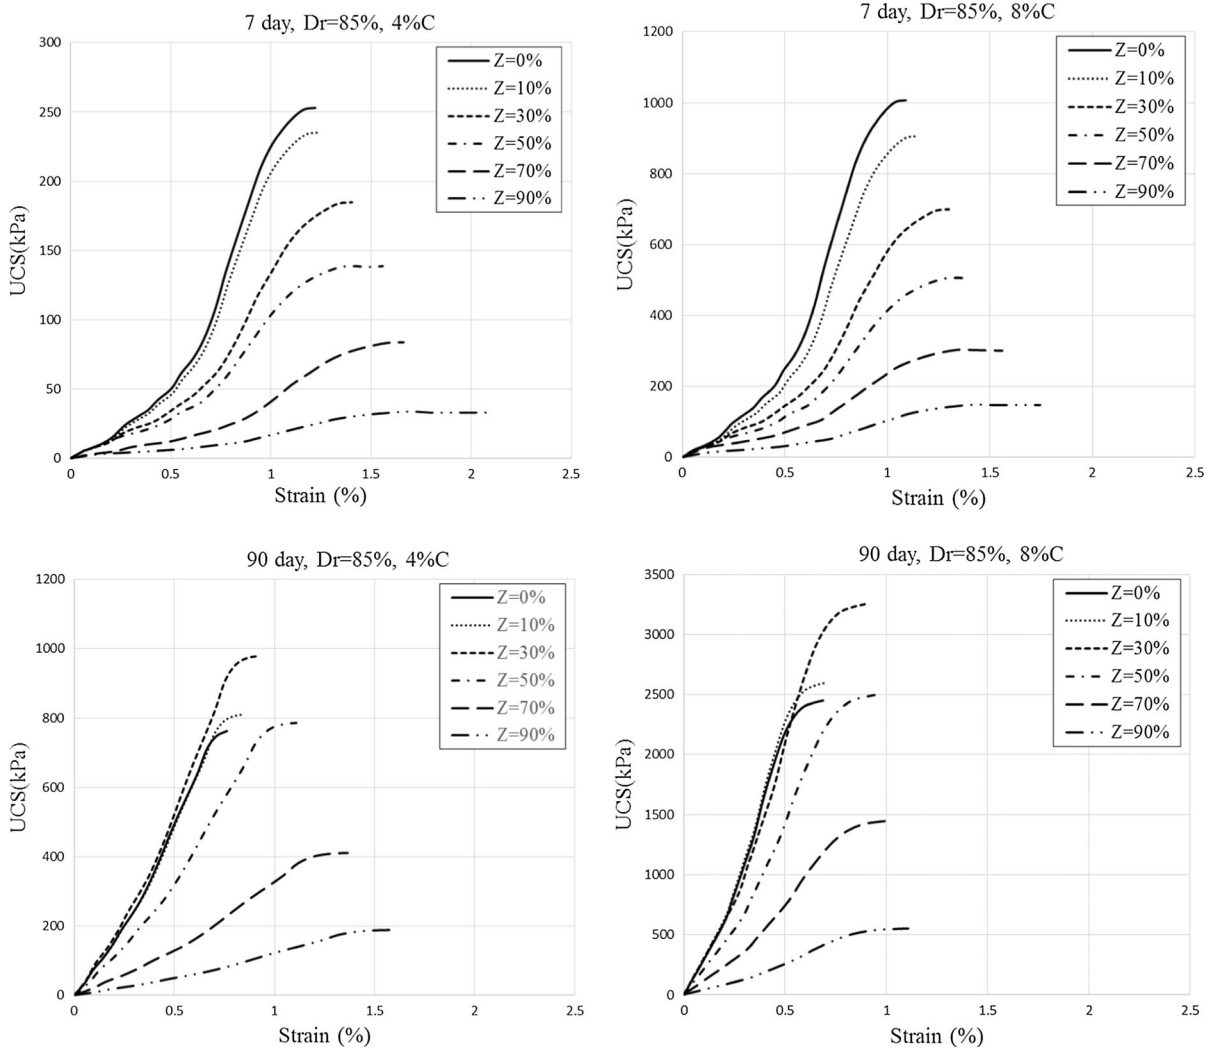 7 day, Dr=85%, 4%C
300
250
200
150
100
50
0
0
0.5
1
1.5
2
2.5
UCS(kPa)
Strain (%)
Z=0%
Z=10%
Z=30%
Z=50%
Z=70%
Z=90%
7 day, Dr=85%, 8%C
1200
1000
800
600
400
200
0
0
0.5
1
1.5
2
2.5
UCS(kPa)
Strain (%)
Z=0%
Z=10%
Z=30%
Z=50%
Z=70%
Z=90%
90 day, Dr=85%, 4%C
1200
1000
800
600
400
200
0
0
0.5
1
1.5
2
2.5
UCS(kPa)
Strain (%)
Z=0%
Z=10%
Z=30%
Z=50%
Z=70%
Z=90%
90 day, Dr=85%, 8%C
3500
3000
2500
2000
1500
1000
500
0
0
0.5
1
1.5
2
2.5
UCS(kPa)
Strain (%)
Z=0%
Z=10%
Z=30%
Z=50%
Z=70%
Z=90%